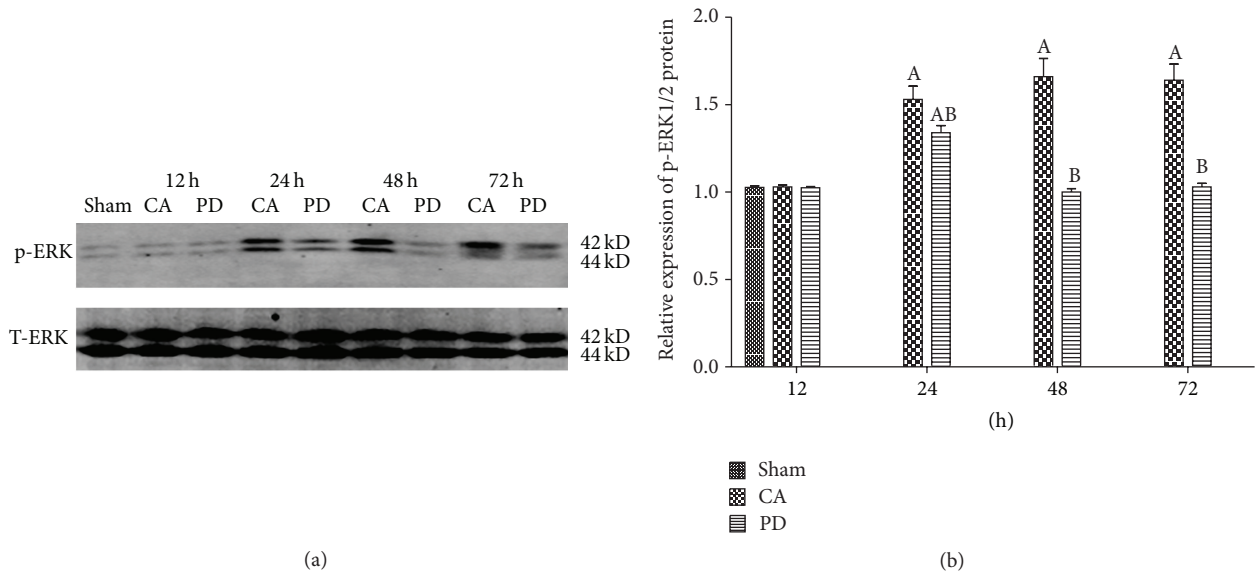 12 h 24 h 48 h 72 h
Sham CA PD CA PD CA PD CA PD
p-ERK
42 kD
44 kD
T-ERK
42 kD
44 kD
(a)
Relative expression of p-ERK1/2 protein
2.0
1.5
1.0
0.5
0.0
A
AB
A
B
A
B
12 24 48 72
(h)
Sham
CA
PD
(b)